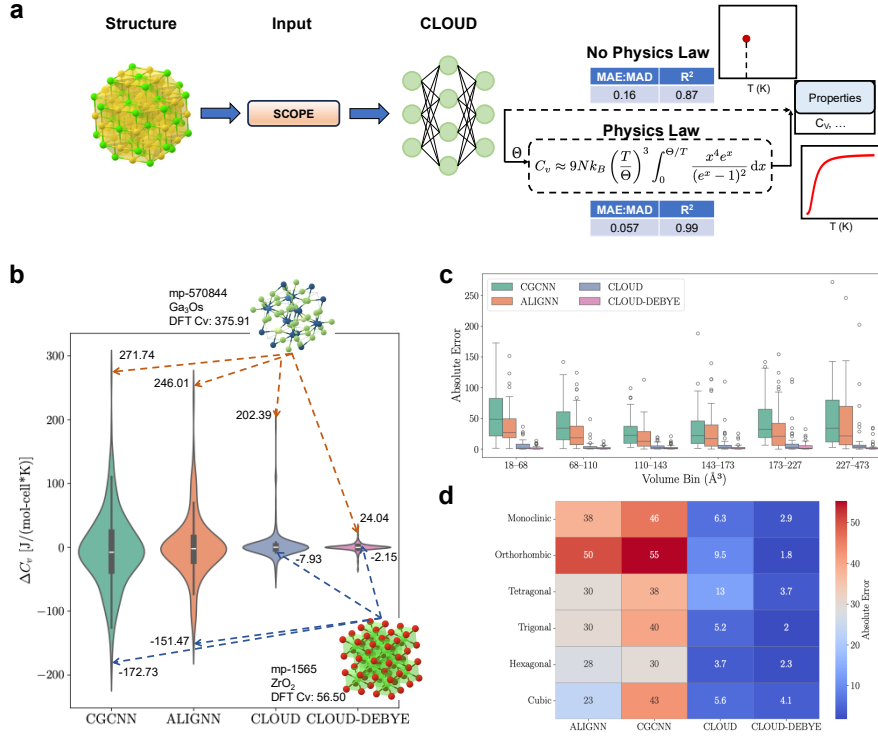 a
Structure
Input
CLOUD
SCOPE
No Physics Law
MAE:MAD R²
0.16 0.87
T (K)
Properties
Cᵥ, ...
Θ
Physics Law
C_v ≈ 9Nk_B (T/Θ)³ ∫₀^{Θ/T} x⁴eˣ/(eˣ − 1)² dx
MAE:MAD R²
0.057 0.99
T (K)
b
mp-570844
Ga₃Os
DFT Cv: 375.91
ΔC_v [J/(mol-cell*K)]
300
200
100
0
−100
−200
271.74
246.01
202.39
24.04
-7.93
-2.15
-151.47
-172.73
mp-1565
ZrO₂
DFT Cv: 56.50
CGCNN ALIGNN CLOUD CLOUD-DEBYE
c
CGCNN CLOUD
ALIGNN CLOUD-DEBYE
Absolute Error
250
200
150
100
50
0
18–68 68–110 110–143 143–173 173–227 227–473
Volume Bin (Å³)
d
Monoclinic 38 46 6.3 2.9
Orthorhombic 50 55 9.5 1.8
Tetragonal 30 38 13 3.7
Trigonal 30 40 5.2 2
Hexagonal 28 30 3.7 2.3
Cubic 23 43 5.6 4.1
ALIGNN CGCNN CLOUD CLOUD-DEBYE
50
40
30
20
10
Absolute Error